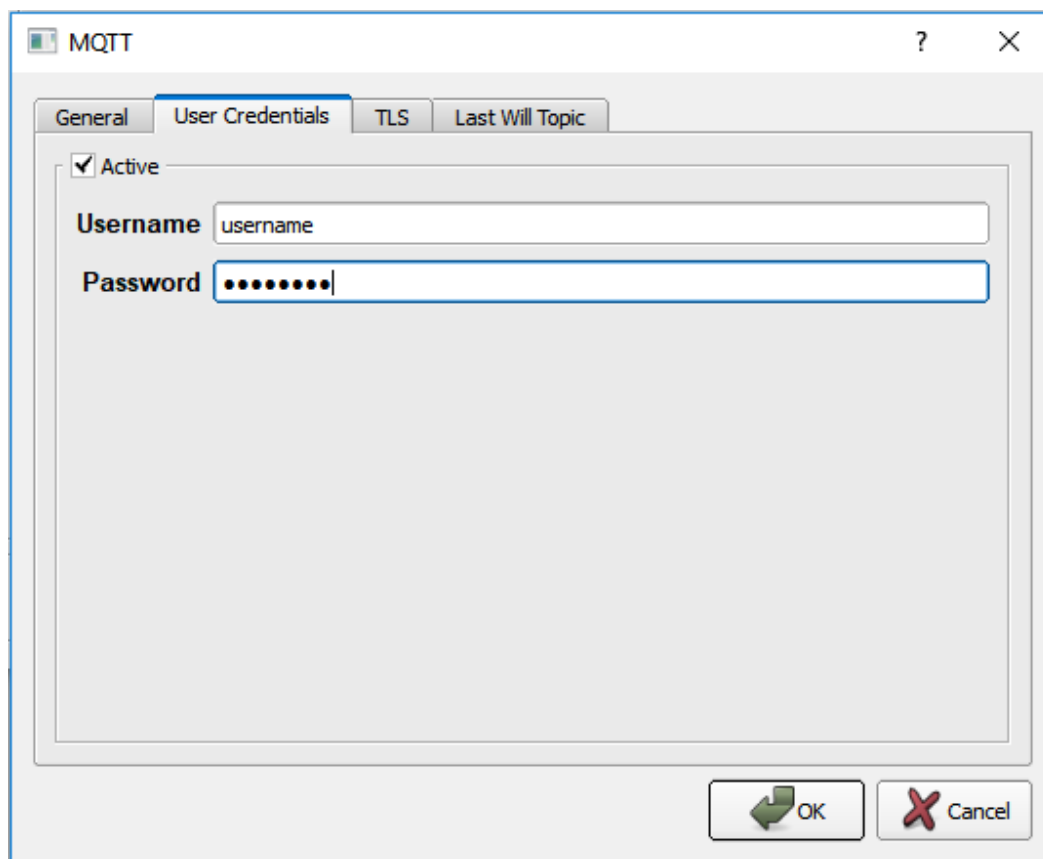 MQTT ?
General User Credentials TLS Last Will Topic
Active
Username username
Password ••••••••
OK Cancel